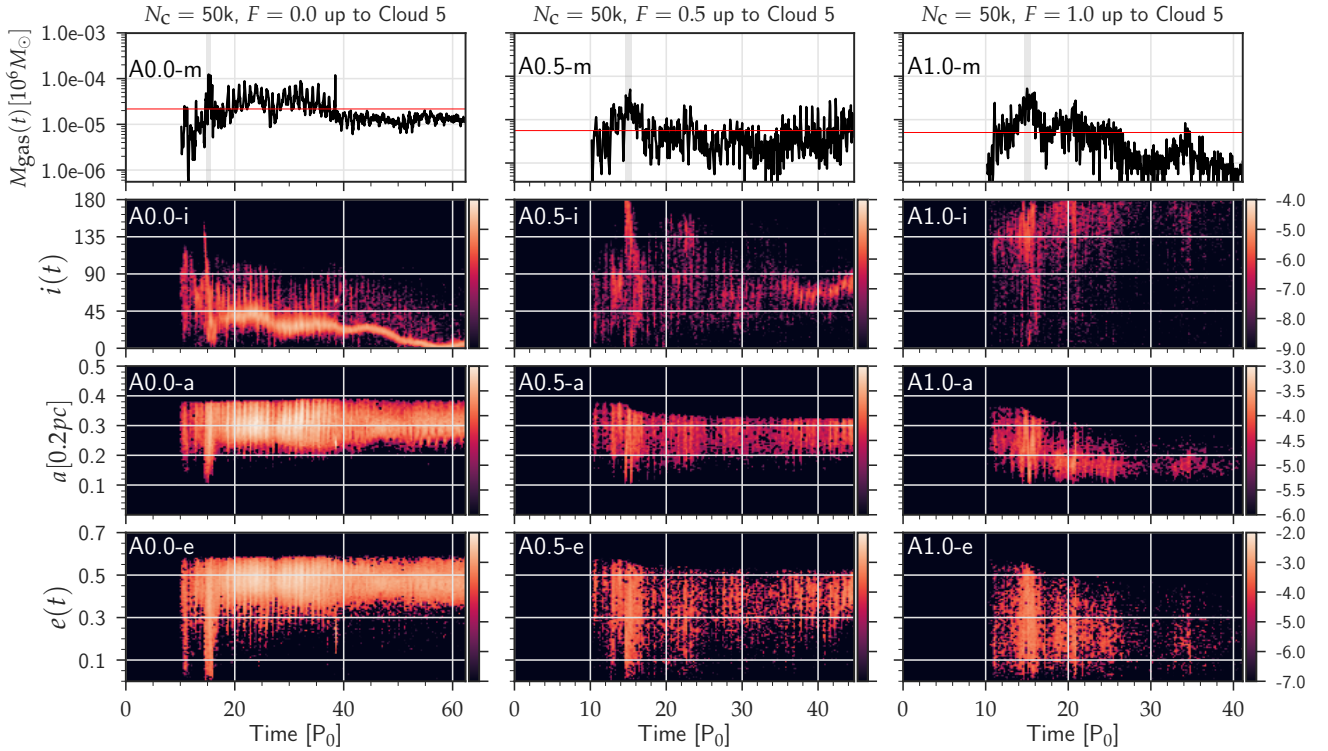 N_C = 50k, F = 0.0 up to Cloud 5
N_C = 50k, F = 0.5 up to Cloud 5
N_C = 50k, F = 1.0 up to Cloud 5
Mgas(t)[10^6 M_⊙]
1.0e-03
1.0e-04
1.0e-05
1.0e-06
A0.0-m
A0.5-m
A1.0-m
i(t)
180
135
90
45
0
A0.0-i
A0.5-i
A1.0-i
-4.0
-5.0
-6.0
-7.0
-8.0
-9.0
a[0.2pc]
0.5
0.4
0.3
0.2
0.1
A0.0-a
A0.5-a
A1.0-a
-3.0
-3.5
-4.0
-4.5
-5.0
-5.5
-6.0
e(t)
0.7
0.5
0.3
0.1
A0.0-e
A0.5-e
A1.0-e
-2.0
-3.0
-4.0
-5.0
-6.0
-7.0
0 20 40 60
0 10 20 30 40
0 10 20 30 40
Time [P_0]
Time [P_0]
Time [P_0]